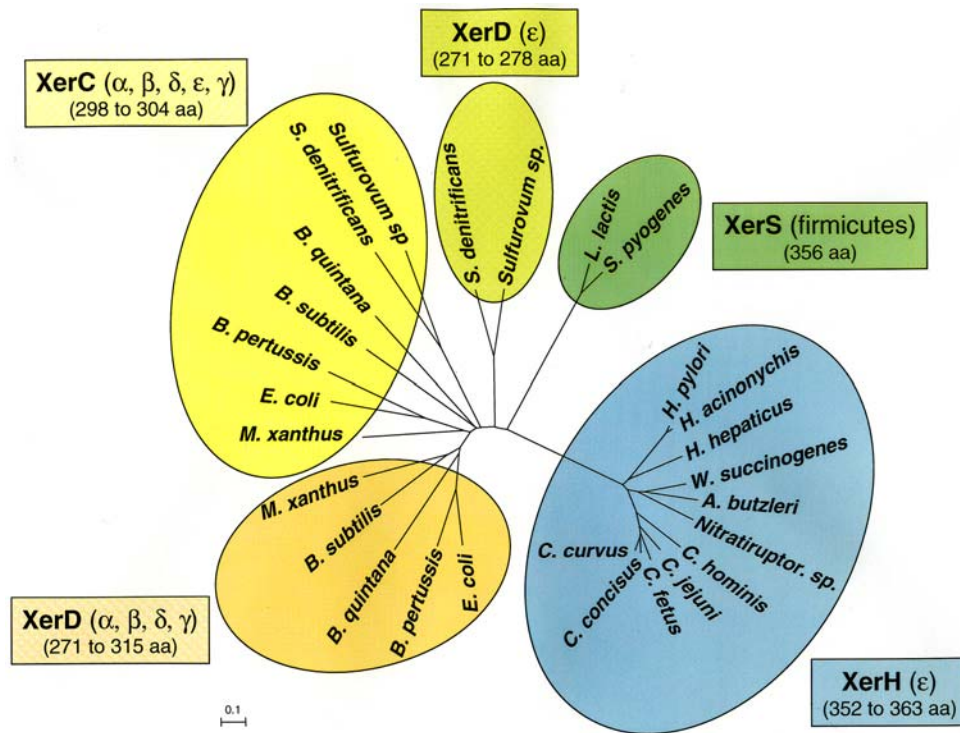 XerD (ε)
(271 to 278 aa)
XerC (α, β, δ, ε, γ)
(298 to 304 aa)
Sulfurovum sp
S. denitrificans
B. quintana
B. subtilis
B. pertussis
E. coli
M. xanthus
S. denitrificans
Sulfurovum sp.
L. lactis
S. pyogenes
XerS (firmicutes)
(356 aa)
H. pylori
H. acinonychis
H. hepaticus
W. succinogenes
A. butzleri
Nitratiruptor. sp.
C. hominis
C. jejuni
C. fetus
C. concisus
C. curvus
M. xanthus
B. subtilis
B. quintana
B. pertussis
E. coli
XerD (α, β, δ, γ)
(271 to 315 aa)
XerH (ε)
(352 to 363 aa)
0.1